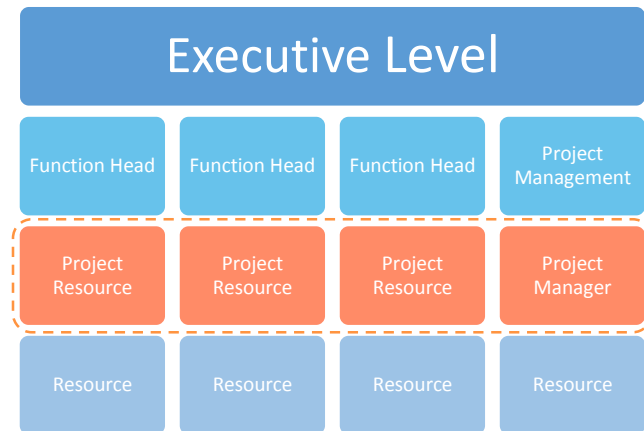 Executive Level
Function Head
Function Head
Function Head
Project
Management
Project
Resource
Project
Resource
Project
Resource
Project
Manager
Resource
Resource
Resource
Resource